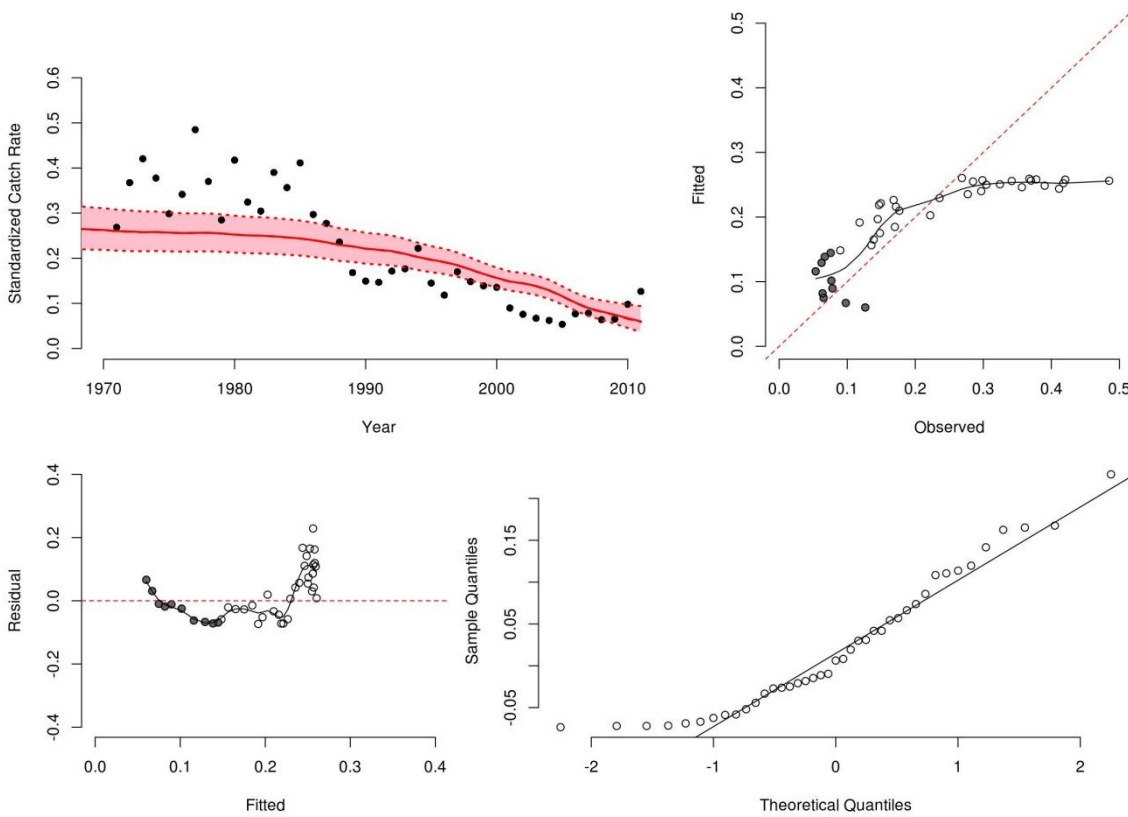 Standardized Catch Rate
0.0 0.1 0.2 0.3 0.4 0.5 0.6
1970 1980 1990 2000 2010
Year
Fitted
0.0 0.1 0.2 0.3 0.4 0.5
0.0 0.1 0.2 0.3 0.4 0.5
Observed
Residual
-0.4 -0.2 0.0 0.2 0.4
0.0 0.1 0.2 0.3 0.4
Fitted
Sample Quantiles
-0.05 0.05 0.15
-2 -1 0 1 2
Theoretical Quantiles